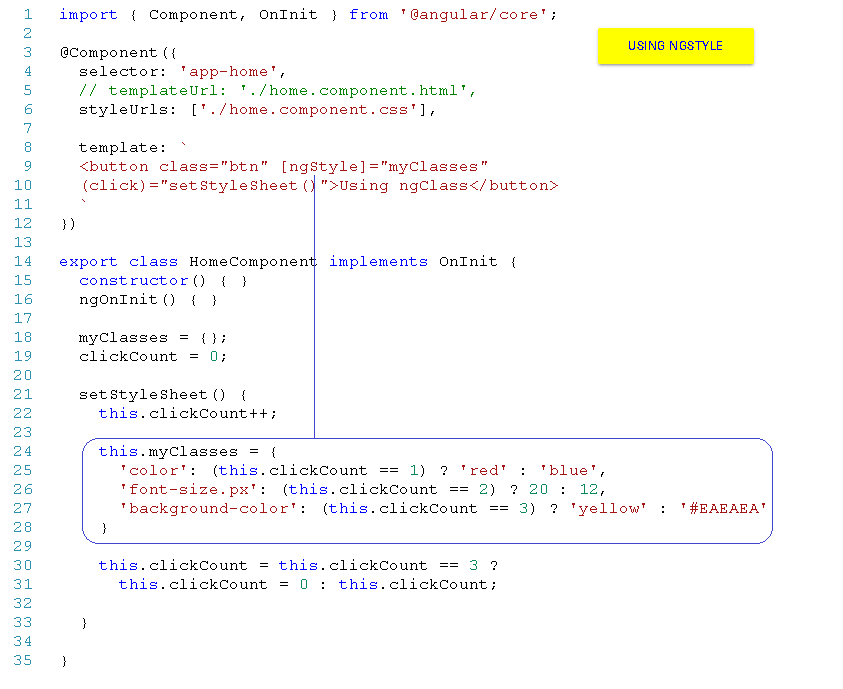 1 import { Component, OnInit } from '@angular/core';
2
USING NGSTYLE
3 @Component({
4 selector: 'app-home',
5 // templateUrl: './home.component.html',
6 styleUrls: ['./home.component.css'],
7
8 template: `
9 <button class="btn" [ngStyle]="myClasses"
10 (click)="setStyleSheet()">Using ngClass</button>
11 `
12 })
13
14 export class HomeComponent implements OnInit {
15 constructor() { }
16 ngOnInit() { }
17
18 myClasses = {};
19 clickCount = 0;
20
21 setStyleSheet() {
22 this.clickCount++;
23
24 this.myClasses = {
25 'color': (this.clickCount == 1) ? 'red' : 'blue',
26 'font-size.px': (this.clickCount == 2) ? 20 : 12,
27 'background-color': (this.clickCount == 3) ? 'yellow' : '#EAEAEA'
28 }
29
30 this.clickCount = this.clickCount == 3 ?
31 this.clickCount = 0 : this.clickCount;
32
33 }
34
35 }